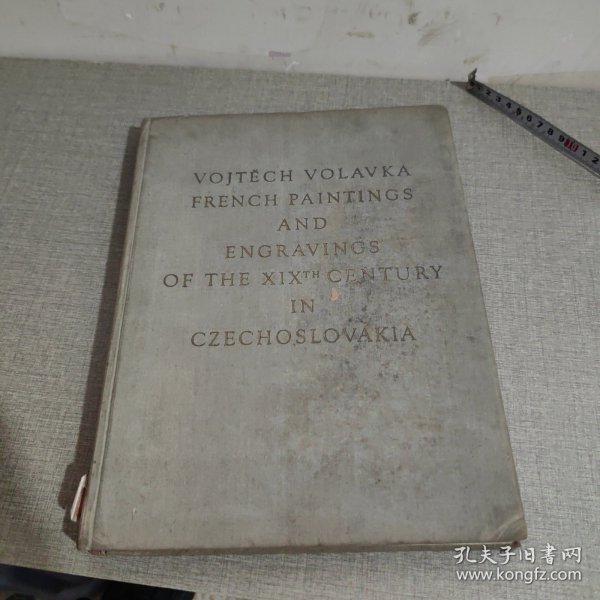 VOJTĚCH VOLAVKA
FRENCH PAINTINGS
AND
ENGRAVINGS
OF THE XIXTH CENTURY
IN
CZECHOSLOVAKIA
孔夫子旧书网
www.kongfz.com